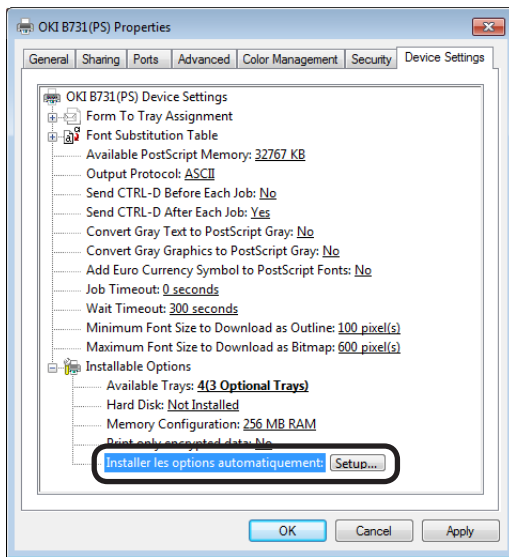 OKI B731(PS) Properties
General Sharing Ports Advanced Color Management Security Device Settings
OKI B731(PS) Device Settings
Form To Tray Assignment
Font Substitution Table
Available PostScript Memory: 32767 KB
Output Protocol: ASCII
Send CTRL-D Before Each Job: No
Send CTRL-D After Each Job: Yes
Convert Gray Text to PostScript Gray: No
Convert Gray Graphics to PostScript Gray: No
Add Euro Currency Symbol to PostScript Fonts: No
Job Timeout: 0 seconds
Wait Timeout: 300 seconds
Minimum Font Size to Download as Outline: 100 pixel(s)
Maximum Font Size to Download as Bitmap: 600 pixel(s)
Installable Options
Available Trays: 4(3 Optional Trays)
Hard Disk: Not Installed
Memory Configuration: 256 MB RAM
Print only encrypted data: No
Installer les options automatiquement: Setup...
OK Cancel Apply